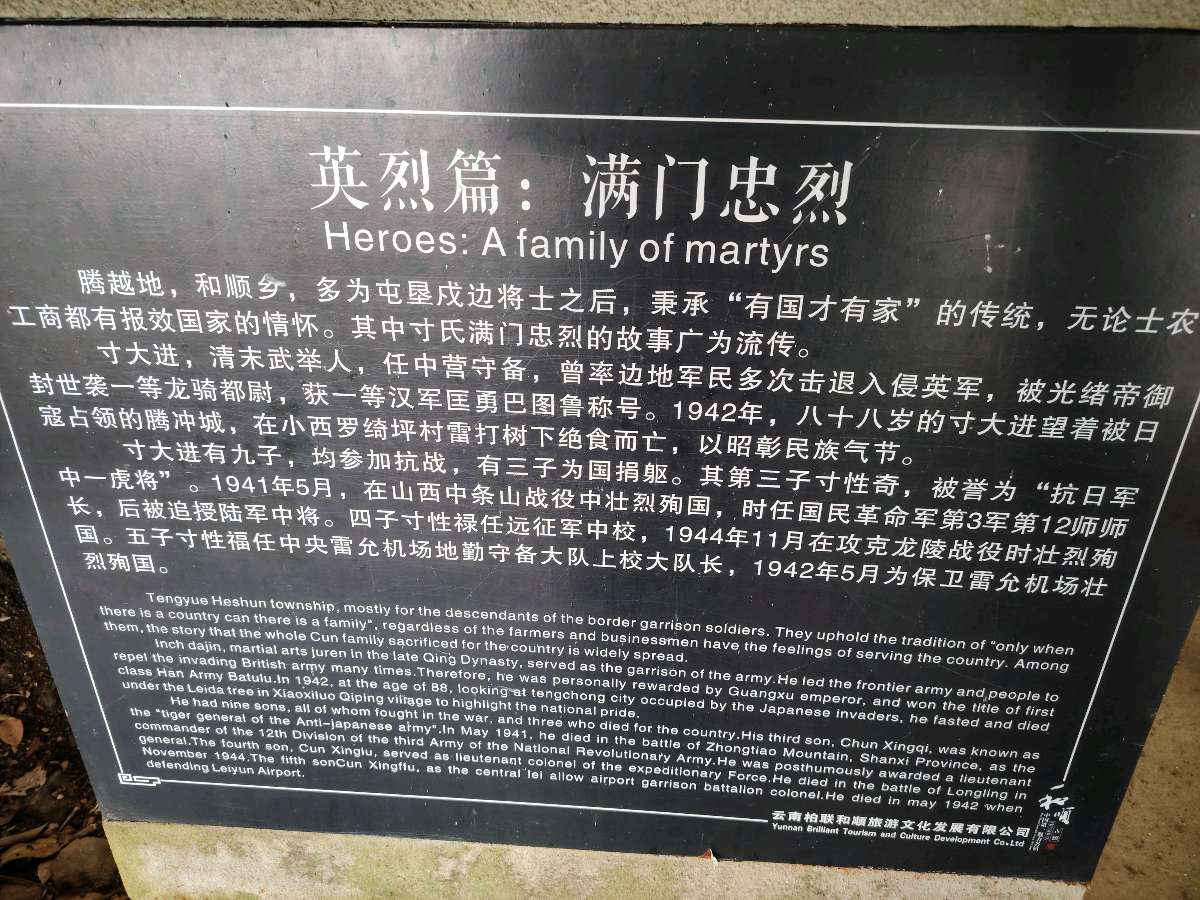 英烈篇：满门忠烈
Heroes: A family of martyrs
腾越地，和顺乡，多为屯垦戍边将士之后，秉承“有国才有家”的传统，无论士农
工商都有报效国家的情怀。其中寸氏满门忠烈的故事广为流传。
寸大进，清末武举人，任中营守备，曾率边地军民多次击退入侵英军，被光绪帝御
封世袭一等龙骑都尉，获一等汉军匡勇巴图鲁称号。1942年，八十八岁的寸大进望着被日
寇占领的腾冲城，在小西罗绮坪村雷打树下绝食而亡，以昭彰民族气节。
寸大进有九子，均参加抗战，有三子为国捐躯。其第三子寸性奇，被誉为“抗日军
中一虎将”。1941年5月，在山西中条山战役中壮烈殉国，时任国民革命军第3军第12师师
长，后被追授陆军中将。四子寸性禄任远征军中校，1944年11月在攻克龙陵战役时壮烈殉
国。五子寸性福任中央雷允机场地勤守备大队上校大队长，1942年5月为保卫雷允机场壮
烈殉国。
Tengyue Heshun township, mostly for the descendants of the border garrison soldiers. They uphold the tradition of "only when
there is a country can there is a family", regardless of the farmers and businessmen have the feelings of serving the country. Among
them, the story that the whole Cun family sacrificed for the country is widely spread.
Inch dajin, martial arts juren in the late Qing Dynasty, served as the garrison of the army.He led the frontier army and people to
repel the invading British army many times.Therefore, he was personally rewarded by Guangxu emperor, and won the title of first
class Han Army Batulu.In 1942, at the age of 88, looking at tengchong city occupied by the Japanese invaders, he fasted and died
under the Leida tree in Xiaoxiluo Qiping village to highlight the national pride.
He had nine sons, all of whom fought in the war, and three who died for the country.His third son, Chun Xingqi, was known as
the "tiger general of the Anti-japanese army".In May 1941, he died in the battle of Zhongtiao Mountain, Shanxi Province, as the
commander of the 12th Division of the third Army of the National Revolutionary Army.He was posthumously awarded a lieutenant
general.The fourth son, Cun Xinglu, served as lieutenant colonel of the expeditionary Force.He died in the battle of Longling in
November 1944.The fifth sonCun Xingffu, as the central lei allow airport garrison battalion colonel.He died in may 1942 when
defending Leiyun Airport.
云南柏联和顺旅游文化发展有限公司
Yunnan Brilliant Tourism and Culture Development Co.Ltd
和顺